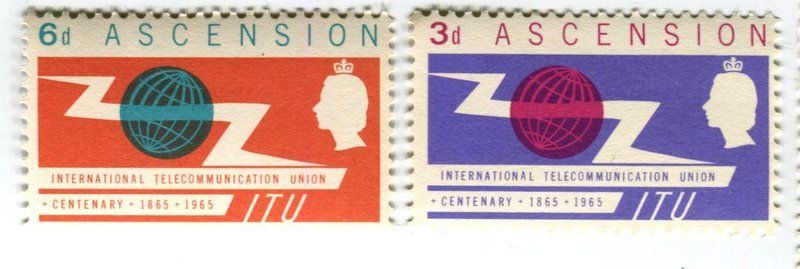 6d ASCENSION
INTERNATIONAL TELECOMMUNICATION UNION
+ CENTENARY + 1865 + 1965
ITU
3d ASCENSION
INTERNATIONAL TELECOMMUNICATION UNION
+ CENTENARY + 1865 + 1965
ITU